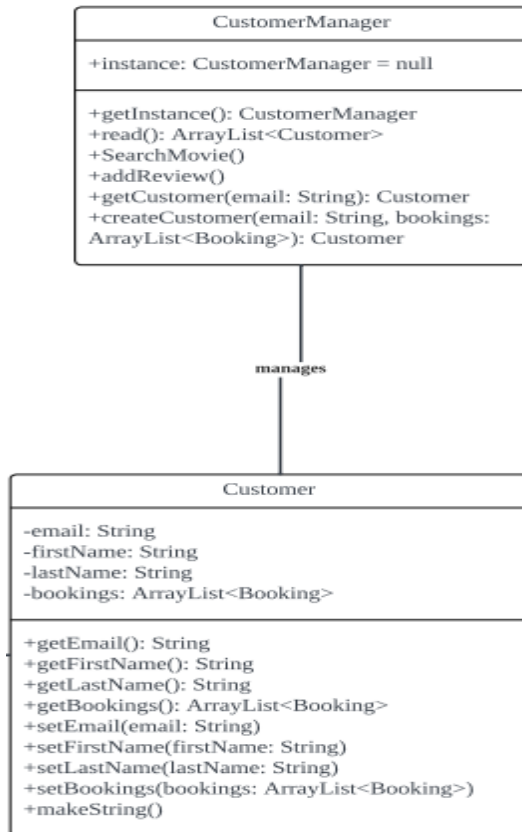 CustomerManager
+instance: CustomerManager = null
+getInstance(): CustomerManager
+read(): ArrayList<Customer>
+SearchMovie()
+addReview()
+getCustomer(email: String): Customer
+createCustomer(email: String, bookings:
ArrayList<Booking>): Customer
manages
Customer
-email: String
-firstName: String
-lastName: String
-bookings: ArrayList<Booking>
+getEmail(): String
+getFirstName(): String
+getLastName(): String
+getBookings(): ArrayList<Booking>
+setEmail(email: String)
+setFirstName(firstName: String)
+setLastName(lastName: String)
+setBookings(bookings: ArrayList<Booking>)
+makeString()